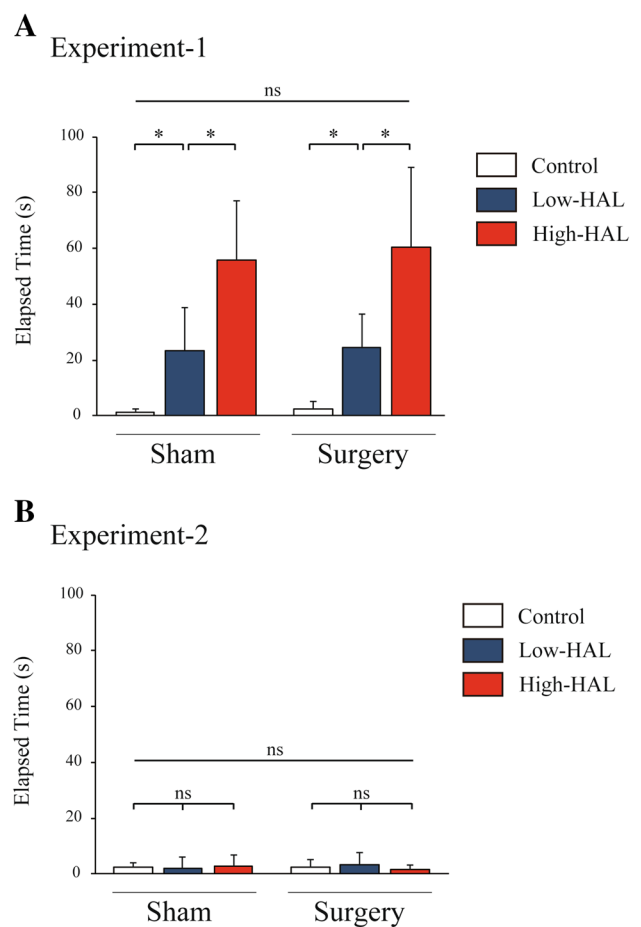 A
Experiment-1
ns
* * * *
100
80
60
40
20
0
Elapsed Time (s)
Control
Low-HAL
High-HAL
Sham Surgery
B
Experiment-2
100
80
60
40
20
0
Elapsed Time (s)
Control
Low-HAL
High-HAL
ns
ns ns
Sham Surgery